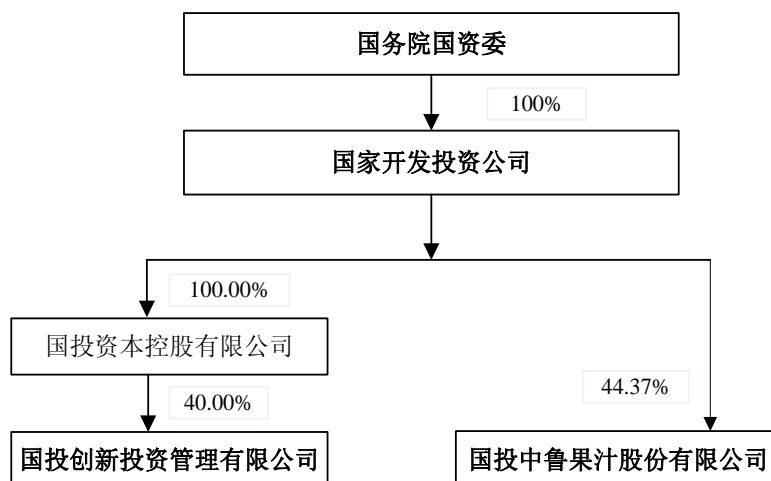 国务院国资委
100%
国家开发投资公司
100.00%
国投资本控股有限公司
40.00%
44.37%
国投创新投资管理有限公司
国投中鲁果汁股份有限公司